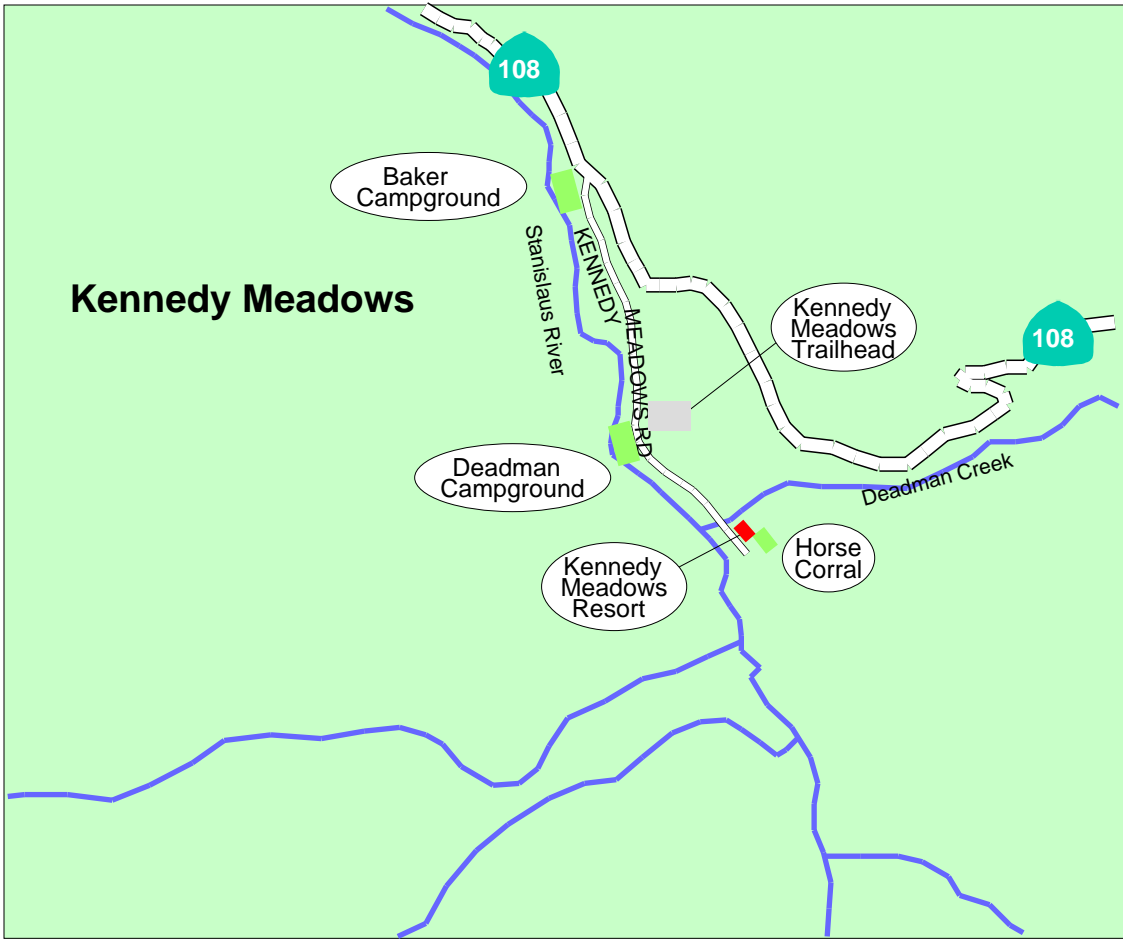 108
Baker
Campground
KENNEDY
Stanislaus River
Kennedy Meadows
MEADOWS RD
Kennedy
Meadows
Trailhead
108
Deadman
Campground
Deadman Creek
Kennedy
Meadows
Resort
Horse
Corral